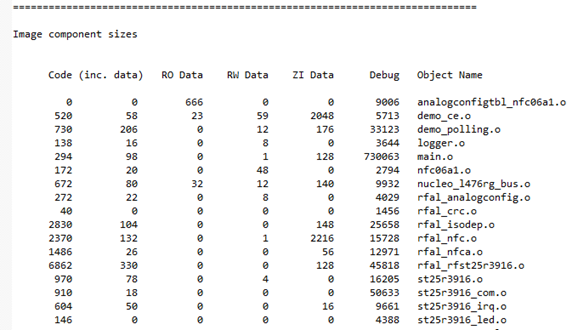 ==============================================================================
Image component sizes
Code (inc. data) RO Data RW Data ZI Data Debug Object Name
0 0 666 0 0 9006 analogconfigtbl_nfc06a1.o
520 58 23 59 2048 5713 demo_ce.o
730 206 0 12 176 33123 demo_polling.o
138 16 0 8 0 3644 logger.o
294 98 0 1 128 730063 main.o
172 20 0 48 0 2794 nfc06a1.o
672 80 32 12 140 9932 nucleo_l476rg_bus.o
272 22 0 8 0 4029 rfal_analogconfig.o
40 0 0 0 0 1456 rfal_crc.o
2830 104 0 0 148 25658 rfal_isodep.o
2370 132 0 1 2216 15728 rfal_nfc.o
1486 26 0 0 56 12971 rfal_nfca.o
6862 330 0 0 128 45818 rfal_rfst25r3916.o
970 78 0 4 0 16205 st25r3916.o
910 18 0 0 0 50633 st25r3916_com.o
604 50 0 0 16 9661 st25r3916_irq.o
146 0 0 0 0 4388 st25r3916_led.o